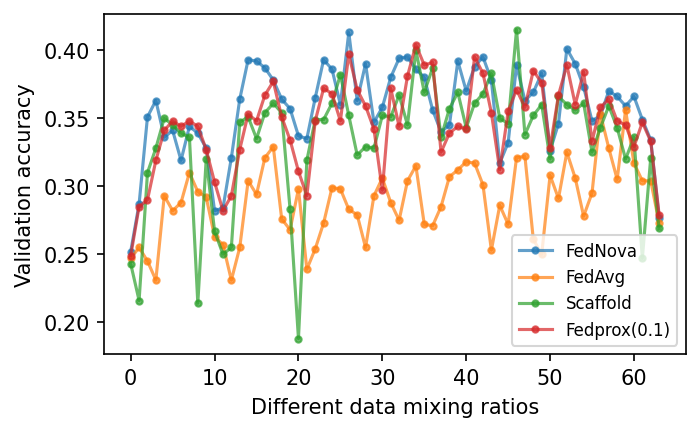 Validation accuracy
0.40
0.35
0.30
0.25
0.20
0 10 20 30 40 50 60
Different data mixing ratios
FedNova
FedAvg
Scaffold
Fedprox(0.1)